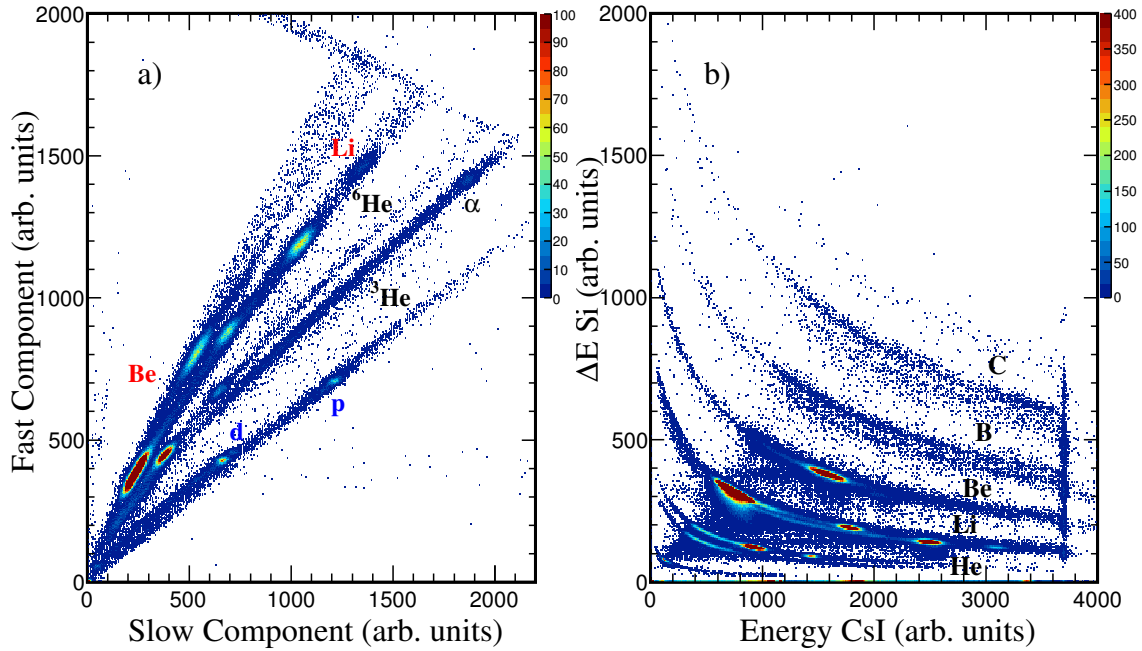 a)
Fast Component (arb. units)
2000
1500
1000
500
0
Li
⁶He
α
³He
Be
p
d
0 500 1000 1500 2000
Slow Component (arb. units)
100
90
80
70
60
50
40
30
20
10
0
b)
ΔE Si (arb. units)
2000
1500
1000
500
0
C
B
Be
Li
He
0 1000 2000 3000 4000
Energy CsI (arb. units)
400
350
300
250
200
150
100
50
0